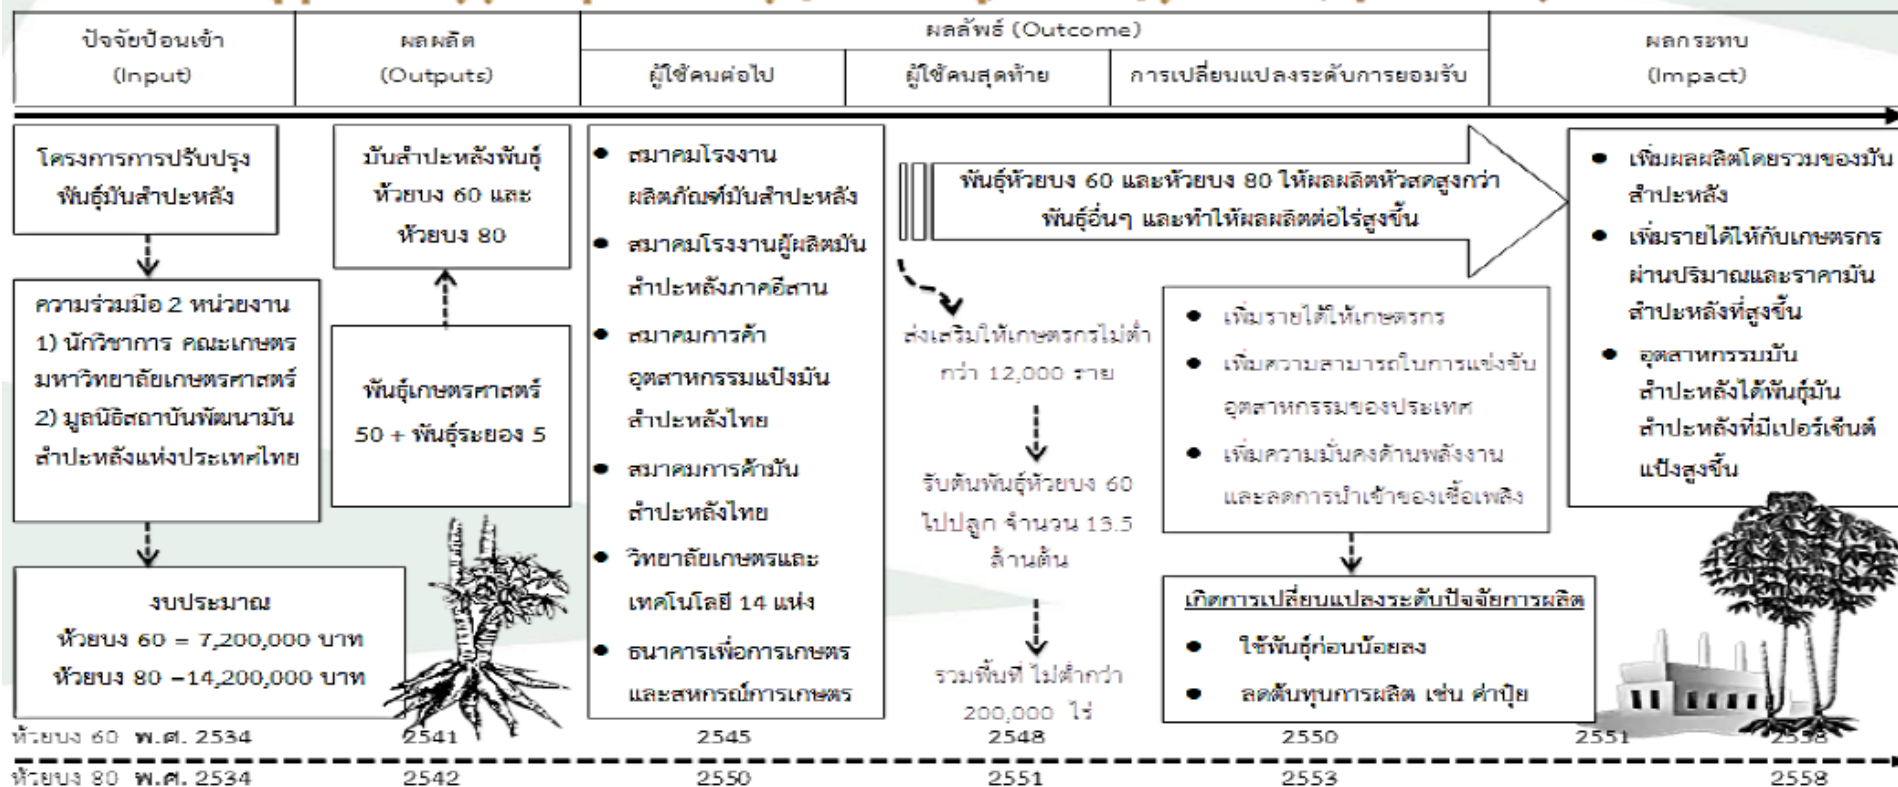 ปัจจัยป้อนเข้า
(Input)
ผลผลิต
(Outputs)
ผลลัพธ์ (Outcome)
ผู้ใช้คนต่อไป
ผู้ใช้คนสุดท้าย
การเปลี่ยนแปลงระดับการยอมรับ
ผลกระทบ
(Impact)
โครงการการปรับปรุง
พันธุ์มันสำปะหลัง
ความร่วมมือ 2 หน่วยงาน
1) นักวิชาการ คณะเกษตร
มหาวิทยาลัยเกษตรศาสตร์
2) มูลนิธิสถาบันพัฒนามัน
สำปะหลังแห่งประเทศไทย
งบประมาณ
ห้วยบง 60 = 7,200,000 บาท
ห้วยบง 80 =14,200,000 บาท
มันสำปะหลังพันธุ์
ห้วยบง 60 และ
ห้วยบง 80
พันธุ์เกษตรศาสตร์
50 + พันธุ์ระยอง 5
● สมาคมโรงงาน
ผลิตภัณฑ์มันสำปะหลัง
● สมาคมโรงงานผู้ผลิตมัน
สำปะหลังภาคอีสาน
● สมาคมการค้า
อุตสาหกรรมแป้งมัน
สำปะหลังไทย
● สมาคมการค้ามัน
สำปะหลังไทย
● วิทยาลัยเกษตรและ
เทคโนโลยี 14 แห่ง
● ธนาคารเพื่อการเกษตร
และสหกรณ์การเกษตร
พันธุ์ห้วยบง 60 และห้วยบง 80 ให้ผลผลิตหัวสดสูงกว่า
พันธุ์อื่นๆ และทำให้ผลผลิตต่อไร่สูงขึ้น
ส่งเสริมให้เกษตรกรไม่ต่ำ
กว่า 12,000 ราย
รับต้นพันธุ์ห้วยบง 60
ไปปลูก จำนวน 13.5
ล้านต้น
รวมพื้นที่ ไม่ต่ำกว่า
200,000 ไร่
● เพิ่มรายได้ให้เกษตรกร
● เพิ่มความสามารถในการแข่งขัน
อุตสาหกรรมของประเทศ
● เพิ่มความมั่นคงด้านพลังงาน
และลดการนำเข้าของเชื้อเพลิง
เกิดการเปลี่ยนแปลงระดับปัจจัยการผลิต
● ใช้พันธุ์ก่อนน้อยลง
● ลดต้นทุนการผลิต เช่น ค่าปุ๋ย
● เพิ่มผลผลิตโดยรวมของมัน
สำปะหลัง
● เพิ่มรายได้ให้กับเกษตรกร
ผ่านปริมาณและราคามัน
สำปะหลังที่สูงขึ้น
● อุตสาหกรรมมัน
สำปะหลังได้พันธุ์มัน
สำปะหลังที่มีเปอร์เซ็นต์
แป้งสูงขึ้น
ห้วยบง 60 พ.ศ. 2534 2541 2545 2548 2550 2551 2558
ห้วยบง 80 พ.ศ. 2534 2542 2550 2551 2553 2558